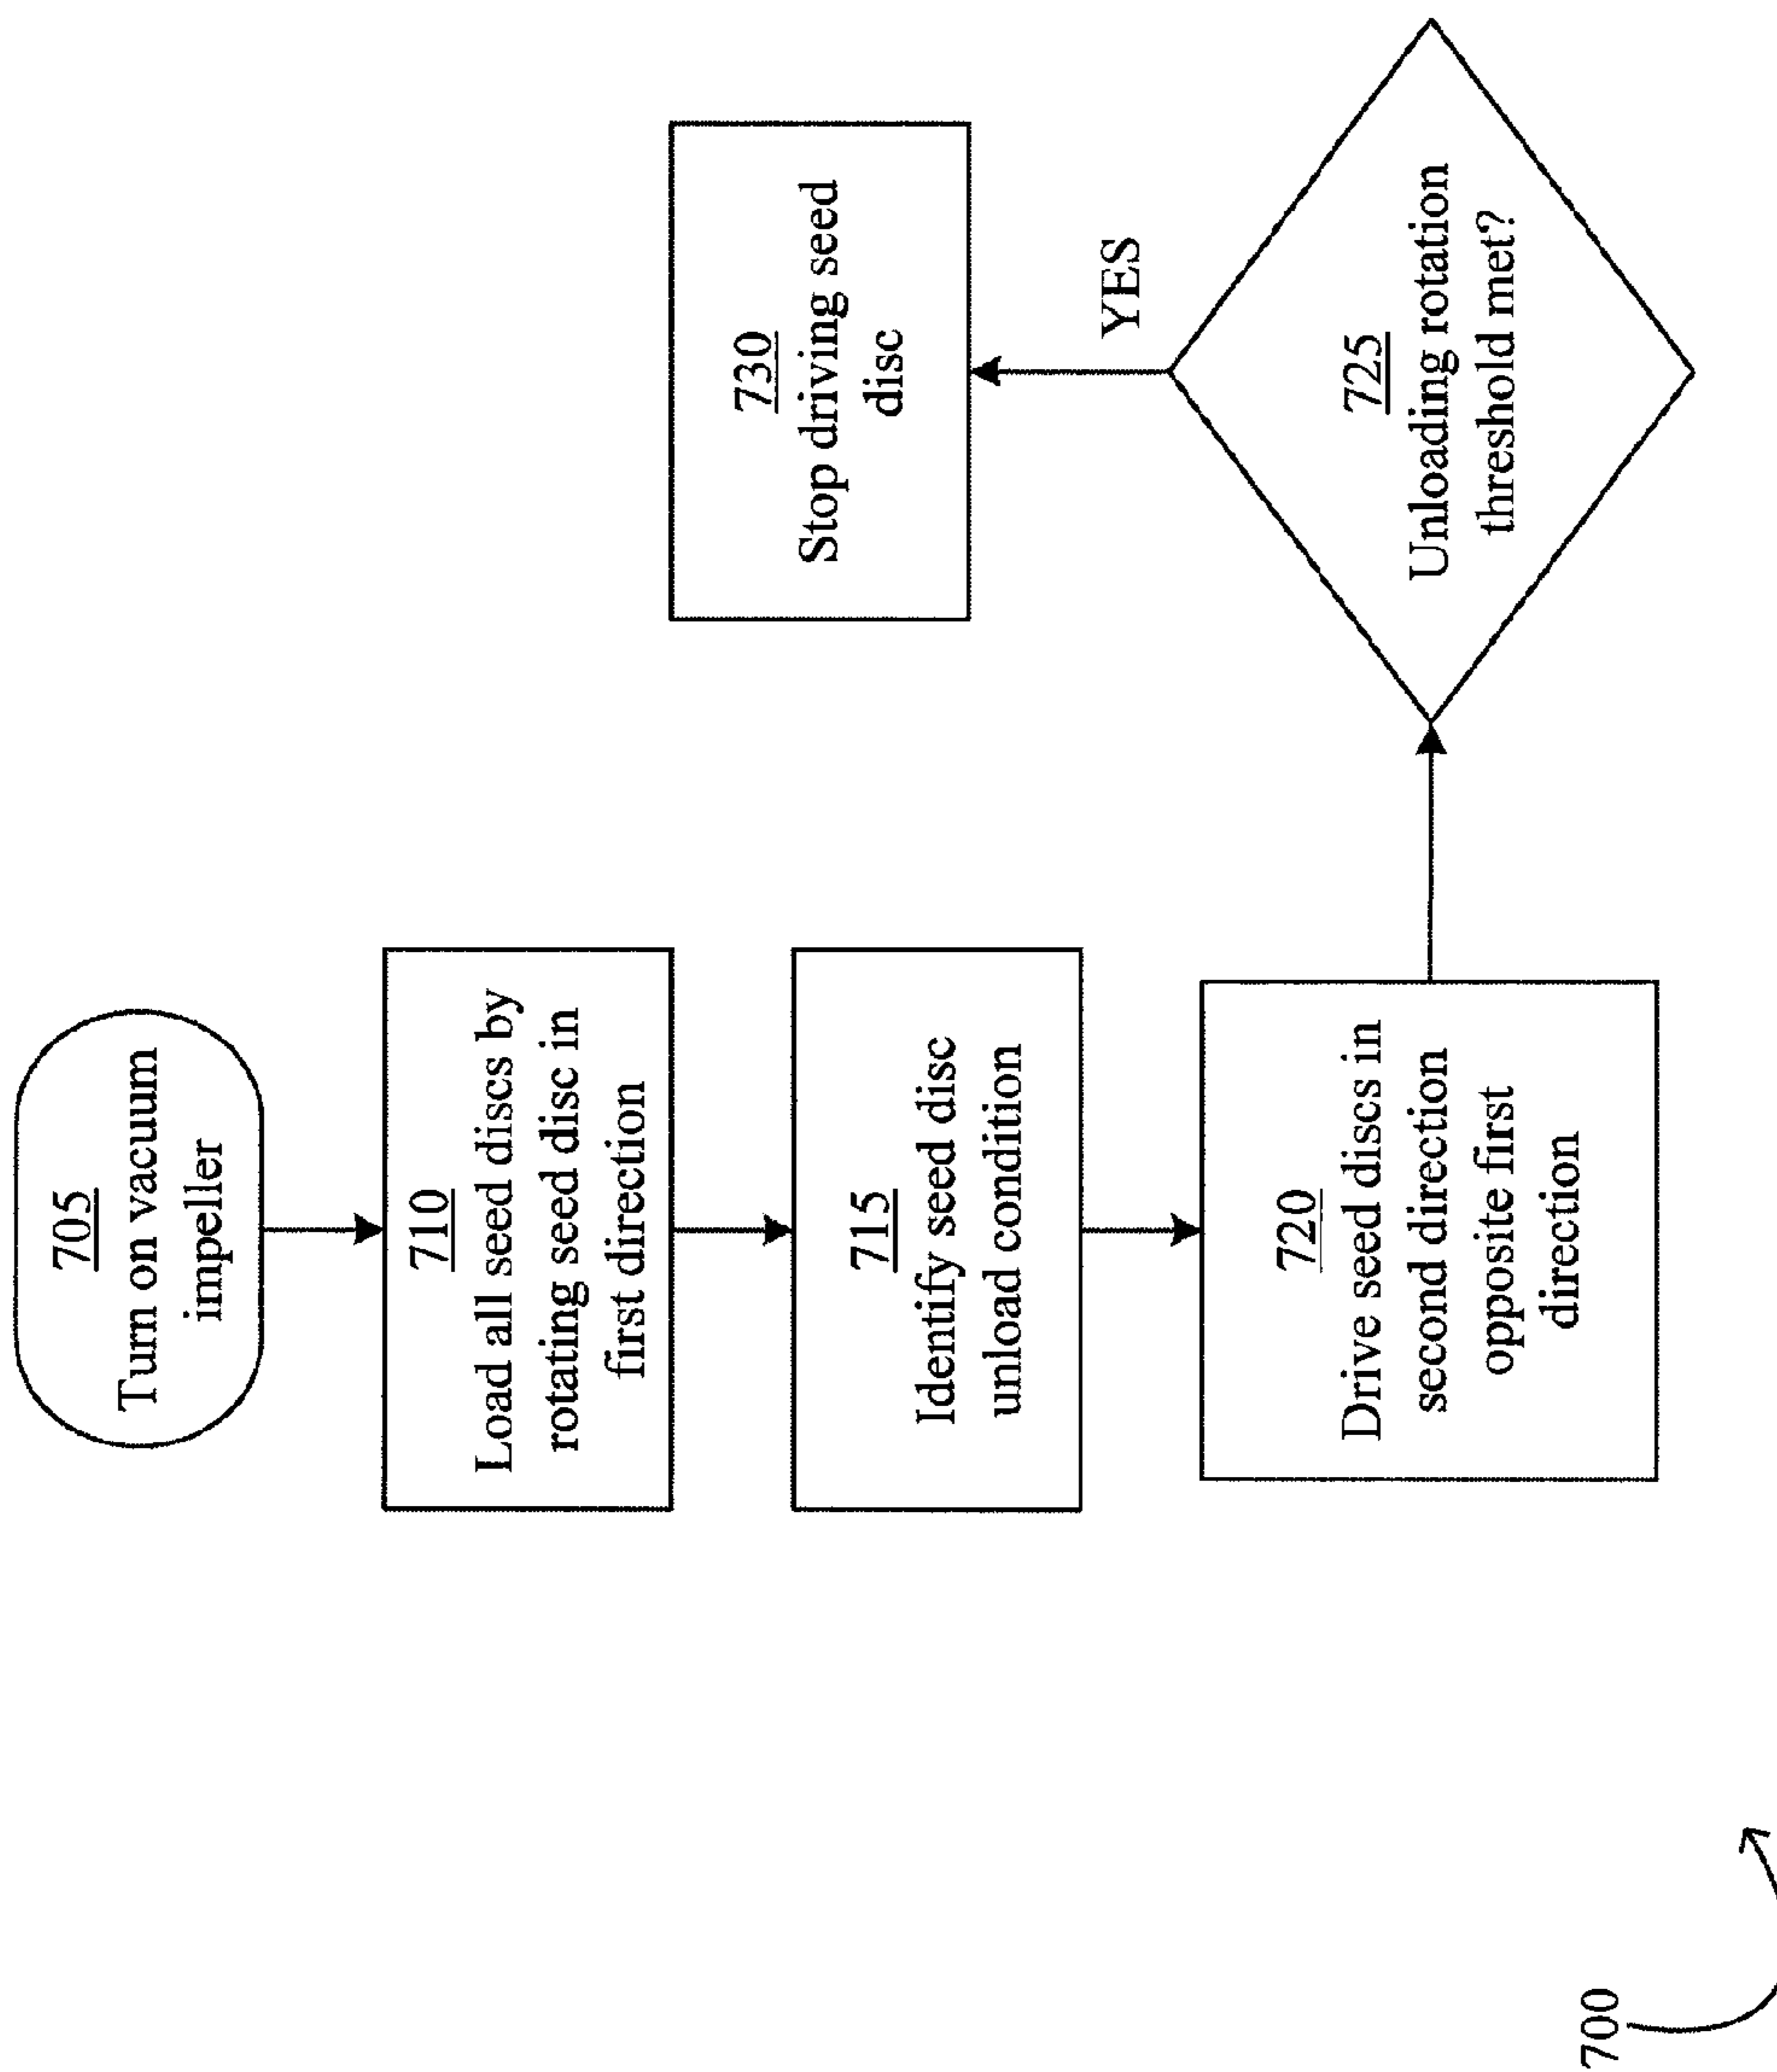 705
Turn on vacuum
impeller
710
Load all seed discs by
rotating seed disc in
first direction
715
Identify seed disc
unload condition
720
Drive seed discs in
second direction
opposite first
direction
725
Unloading rotation
threshold met?
YES
730
Stop driving seed
disc
700